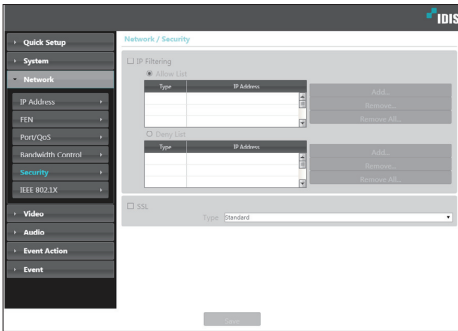 IDIS
Quick Setup
System
Network
IP Address
FEN
Port/QoS
Bandwidth Control
Security
IEEE 802.1X
Video
Audio
Event Action
Event
Network / Security
IP Filtering
Allow List
Type IP Address
Add...
Remove...
Remove All...
Deny List
Type IP Address
Add...
Remove...
Remove All...
SSL
Type Standard
Save